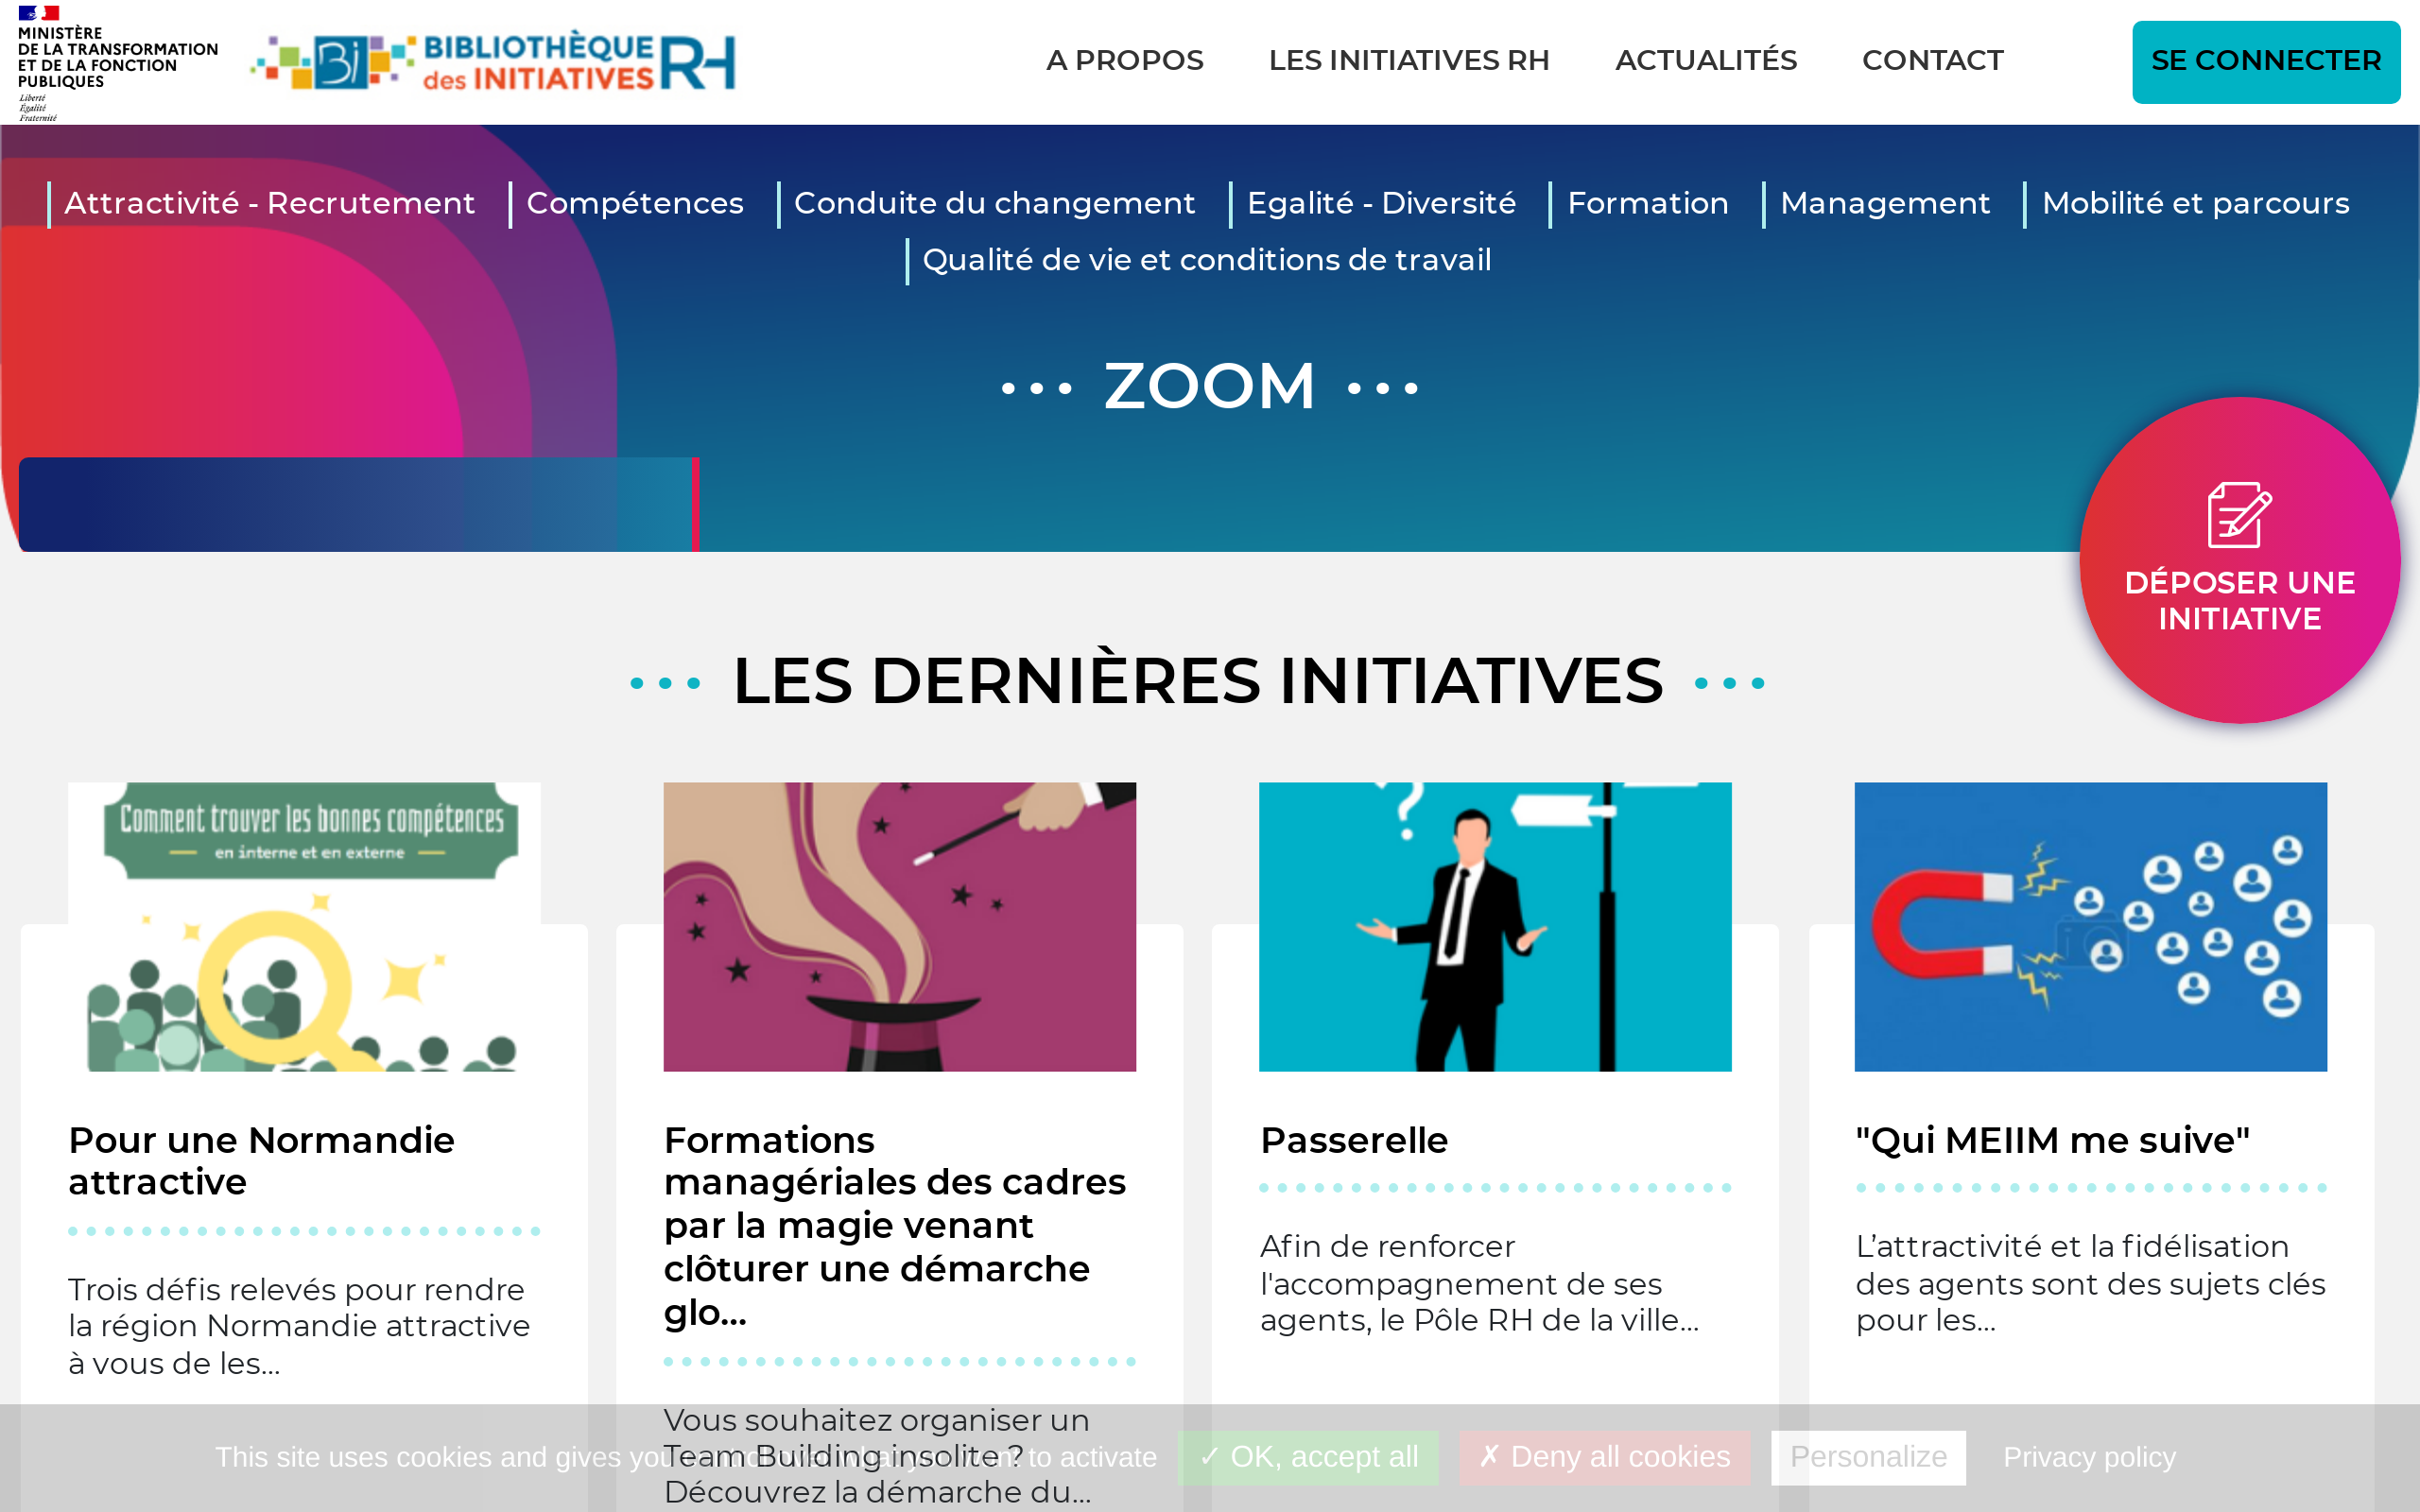 MINISTÈRE
DE LA TRANSFORMATION
ET DE LA FONCTION
PUBLIQUES
Liberté
Égalité
Fraternité
Bi
BIBLIOTHÈQUE
des INITIATIVES
RH
A PROPOS
LES INITIATIVES RH
ACTUALITÉS
CONTACT
SE CONNECTER
Attractivité - Recrutement
Compétences
Conduite du changement
Egalité - Diversité
Formation
Management
Mobilité et parcours
Qualité de vie et conditions de travail
ZOOM
DÉPOSER UNE
INITIATIVE
LES DERNIÈRES INITIATIVES
Comment trouver les bonnes compétences
en interne et en externe
?
Pour une Normandie
attractive
Trois défis relevés pour rendre
la région Normandie attractive
à vous de les...
Formations
managériales des cadres
par la magie venant
clôturer une démarche
glo...
Vous souhaitez organiser un
Team Building insolite ?
Découvrez la démarche du...
Passerelle
Afin de renforcer
l'accompagnement de ses
agents, le Pôle RH de la ville...
"Qui MEIIM me suive"
L’attractivité et la fidélisation
des agents sont des sujets clés
pour les...
This site uses cookies and gives you control over what you want to activate
✓ OK, accept all
✗ Deny all cookies
Personalize
Privacy policy